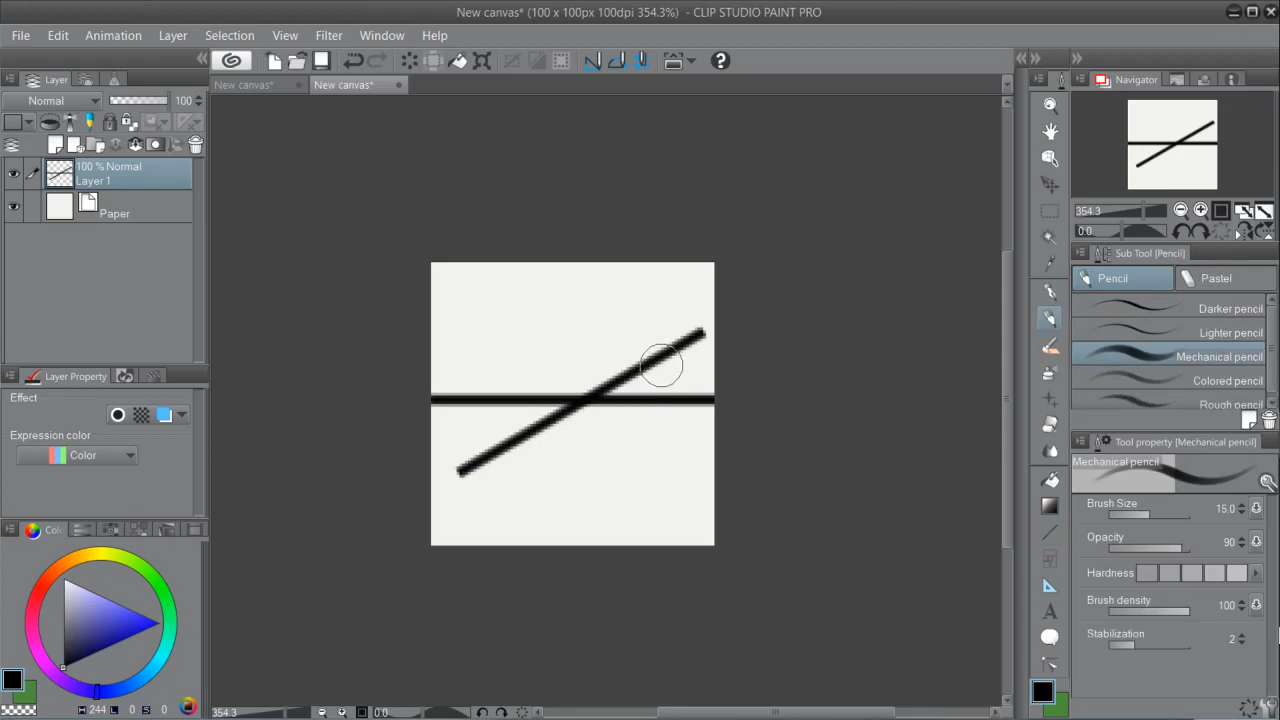 New canvas* (100 x 100px 100dpi 354.3%) - CLIP STUDIO PAINT PRO
File Edit Animation Layer Selection View Filter Window Help
Layer
Normal 100
100 % Normal
Layer 1
Paper
Layer Property
Effect
Expression color
Color
Colo
H 244 L 0 S 0
New canvas* New canvas*
354.3 0.0
Navigator
354.3
0.0
Sub Tool [Pencil]
Pencil Pastel
Darker pencil
Lighter pencil
Mechanical pencil
Colored pencil
Rough pencil
Tool property [Mechanical pencil]
Mechanical pencil
Brush Size 15.0
Opacity 90
Hardness
Brush density 100
Stabilization 2